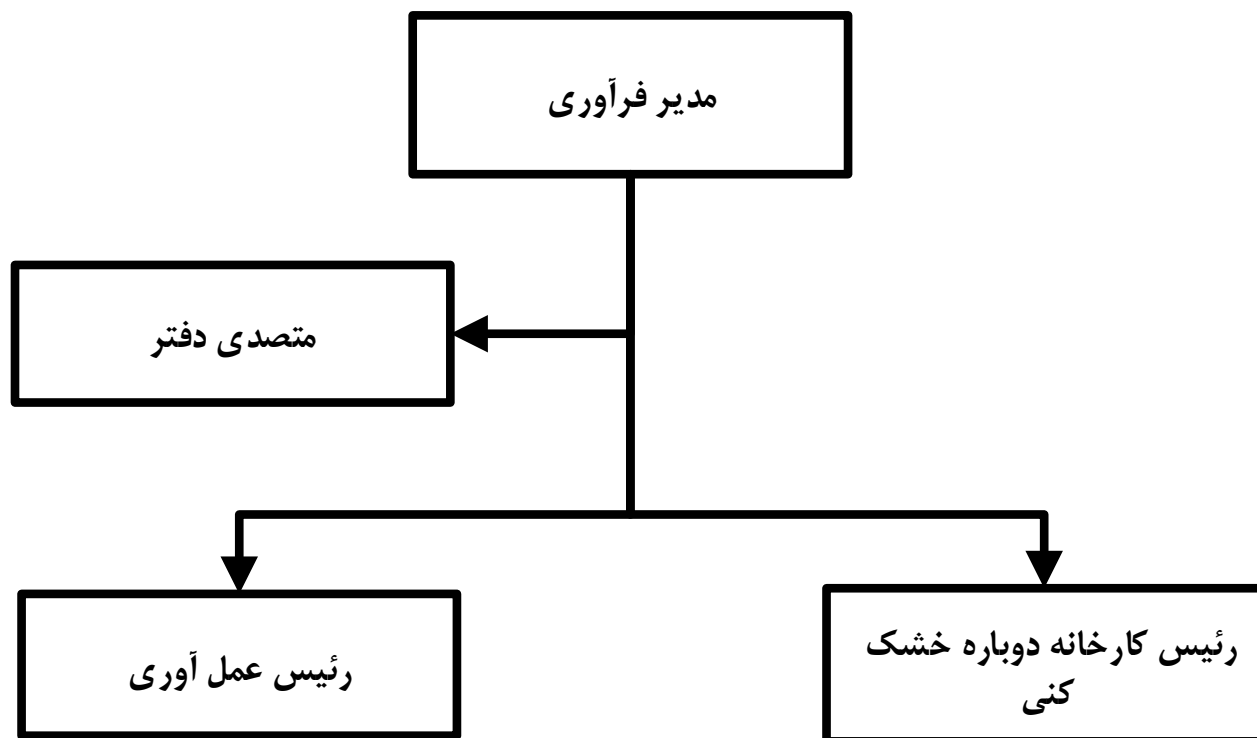 مدیر فرآوری
متصدی دفتر
رئیس کارخانه دوباره خشک
کنی
رئیس عمل آوری